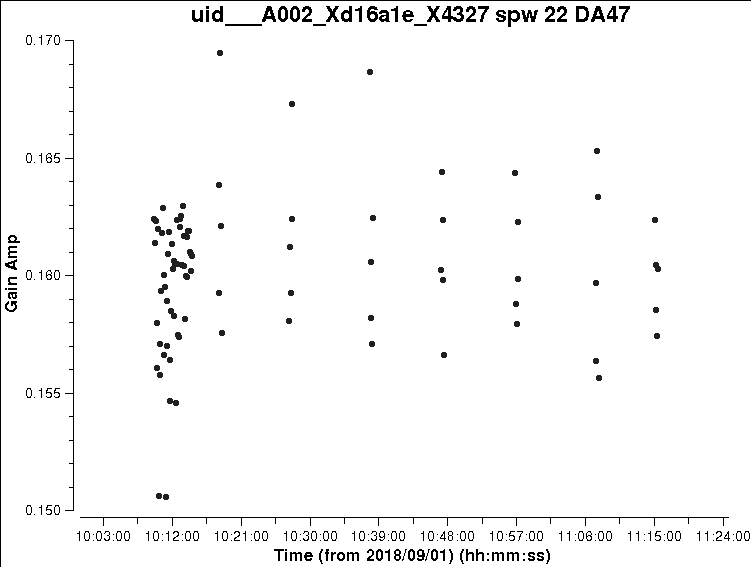 uid___A002_Xd16a1e_X4327 spw 22 DA47
0.170
0.165
0.160
0.155
0.150
Gain Amp
10:03:00 10:12:00 10:21:00 10:30:00 10:39:00 10:48:00 10:57:00 11:06:00 11:15:00 11:24:00
Time (from 2018/09/01) (hh:mm:ss)